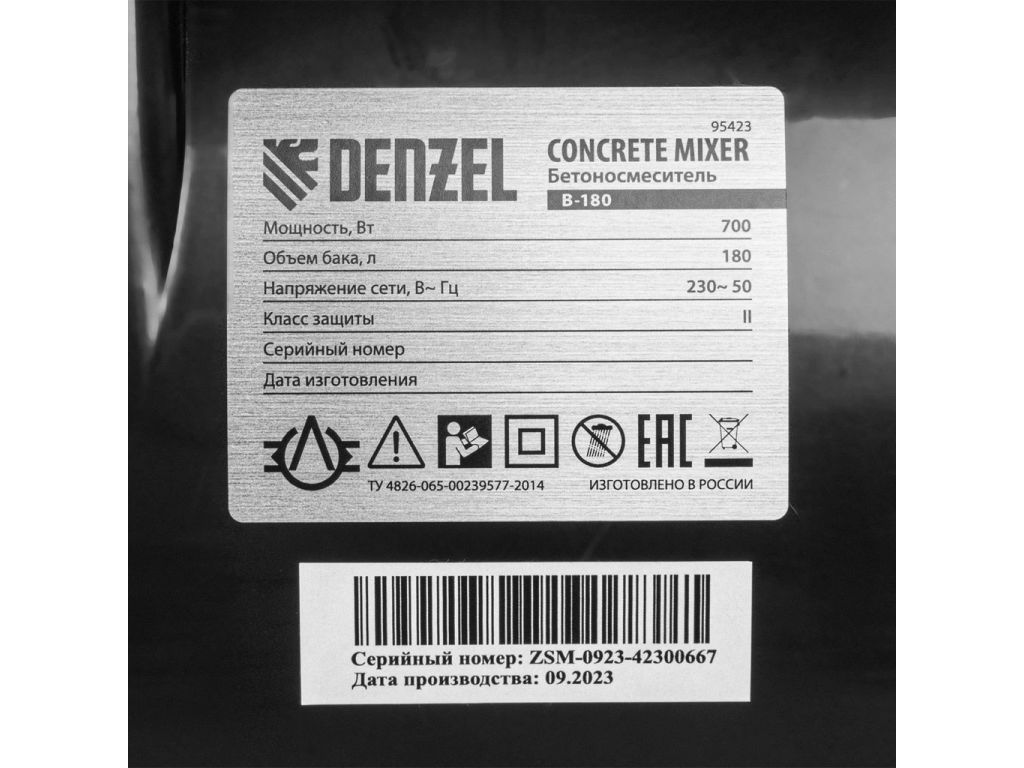 95423
DENZEL
CONCRETE MIXER
Бетоносмеситель
B-180
Мощность, Вт 700
Объем бака, л 180
Напряжение сети, В~ Гц 230~ 50
Класс защиты II
Серийный номер
Дата изготовления
EAC
ТУ 4826-065-00239577-2014 ИЗГОТОВЛЕНО В РОССИИ
Серийный номер: ZSM-0923-42300667
Дата производства: 09.2023